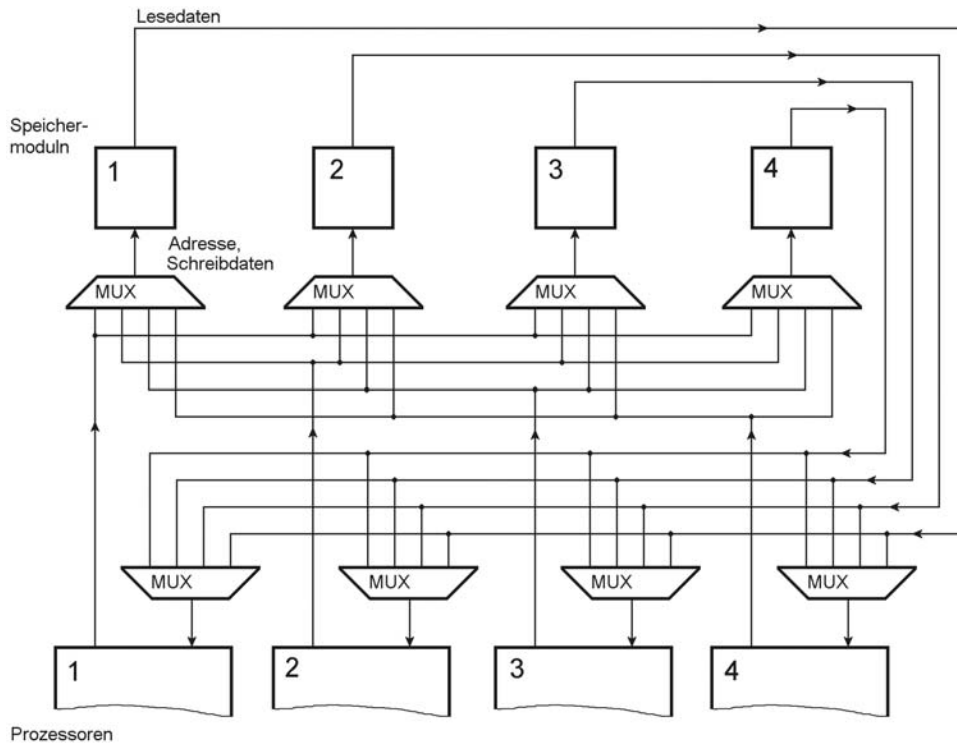 Lesedaten
Speicher-
moduln
1
2
3
4
Adresse,
Schreibdaten
MUX
MUX
MUX
MUX
MUX
MUX
MUX
MUX
1
2
3
4
Prozessoren